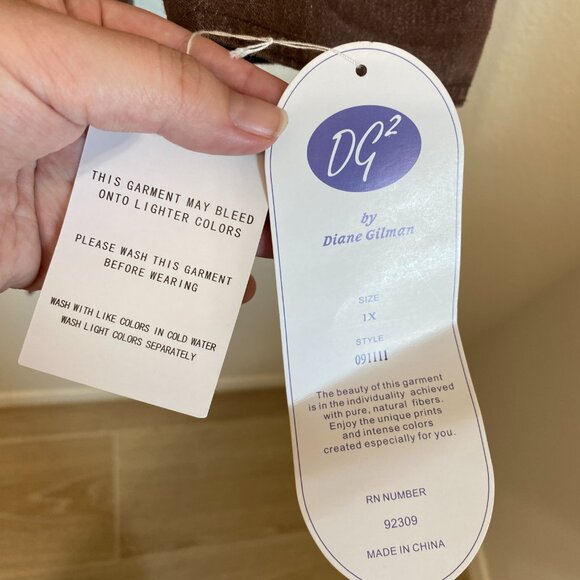 THIS GARMENT MAY BLEED
ONTO LIGHTER COLORS
PLEASE WASH THIS GARMENT
BEFORE WEARING
WASH WITH LIKE COLORS IN COLD WATER
WASH LIGHT COLORS SEPARATELY
DG2
by
Diane Gilman
SIZE
1X
STYLE
091111
The beauty of this garment
is in the individuality achieved
with pure, natural fibers.
Enjoy the unique prints
and intense colors
created especially for you.
RN NUMBER
92309
MADE IN CHINA